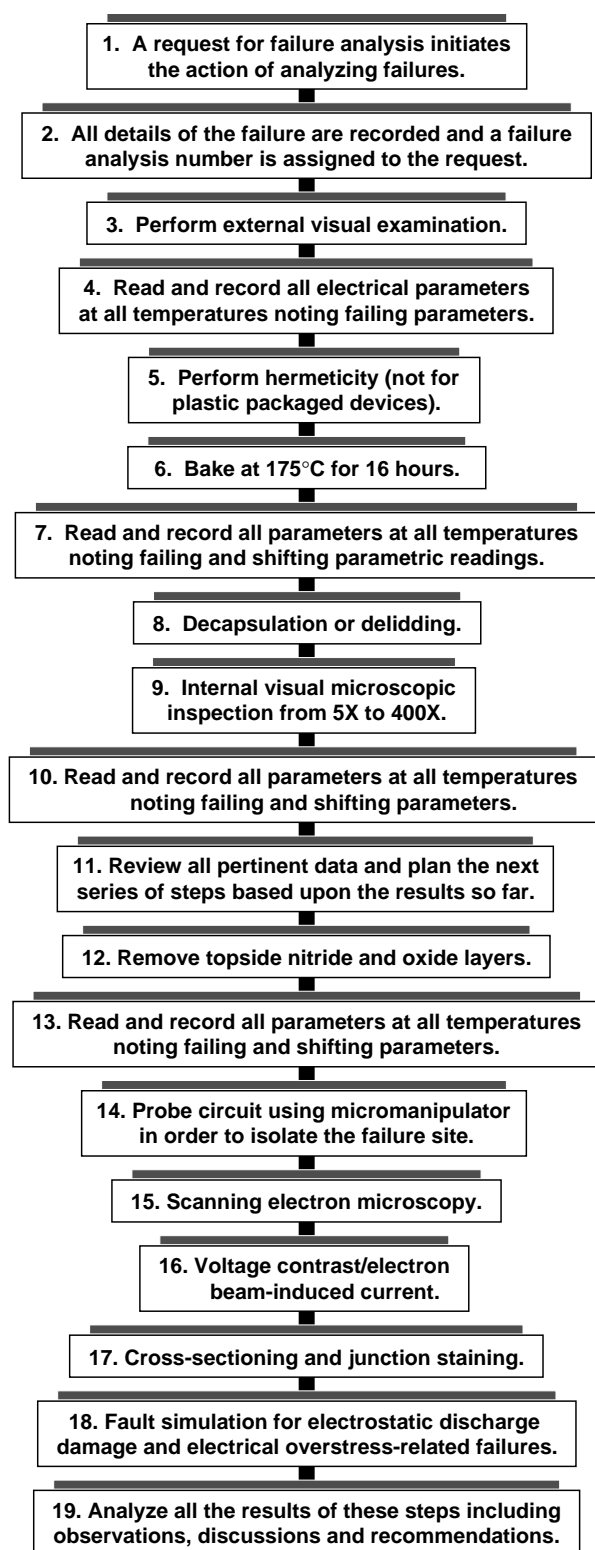 1. A request for failure analysis initiates
the action of analyzing failures.
2. All details of the failure are recorded and a failure
analysis number is assigned to the request.
3. Perform external visual examination.
4. Read and record all electrical parameters
at all temperatures noting failing parameters.
5. Perform hermeticity (not for
plastic packaged devices).
6. Bake at 175°C for 16 hours.
7. Read and record all parameters at all temperatures
noting failing and shifting parametric readings.
8. Decapsulation or delidding.
9. Internal visual microscopic
inspection from 5X to 400X.
10. Read and record all parameters at all temperatures
noting failing and shifting parameters.
11. Review all pertinent data and plan the next
series of steps based upon the results so far.
12. Remove topside nitride and oxide layers.
13. Read and record all parameters at all temperatures
noting failing and shifting parameters.
14. Probe circuit using micromanipulator
in order to isolate the failure site.
15. Scanning electron microscopy.
16. Voltage contrast/electron
beam-induced current.
17. Cross-sectioning and junction staining.
18. Fault simulation for electrostatic discharge
damage and electrical overstress-related failures.
19. Analyze all the results of these steps including
observations, discussions and recommendations.